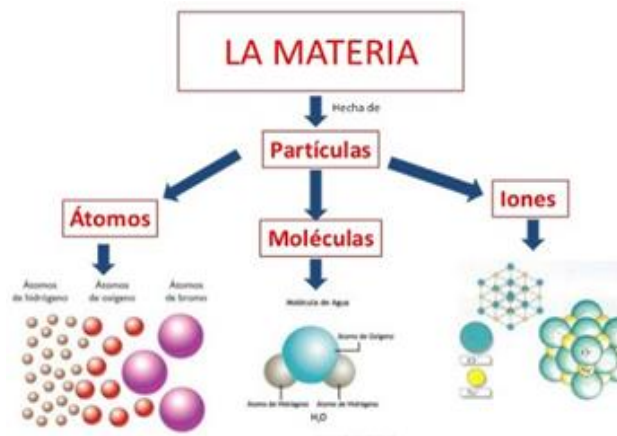 LA MATERIA
Hecha de
Partículas
Átomos
Moléculas
Iones
Átomos de hidrógeno
Átomos de oxígeno
Átomos de bromo
Molécula de Agua
Átomo de Oxígeno
Átomo de Hidrógeno
Átomo de Hidrógeno
H₂O